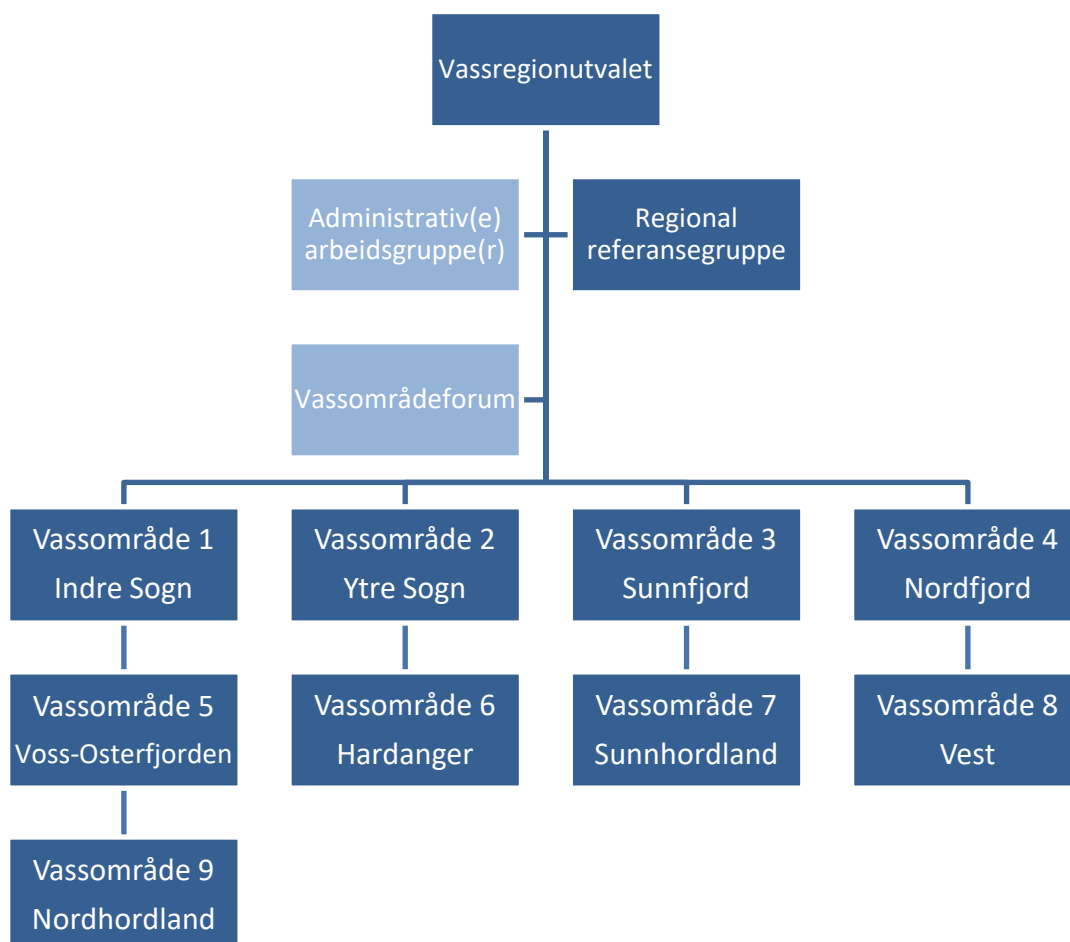 Vassregionutvalet
Administrativ(e)
arbeidsgruppe(r)
Regional
referansegruppe
Vassområdeforum
Vassområde 1
Indre Sogn
Vassområde 2
Ytre Sogn
Vassområde 3
Sunnfjord
Vassområde 4
Nordfjord
Vassområde 5
Voss-Osterfjorden
Vassområde 6
Hardanger
Vassområde 7
Sunnhordland
Vassområde 8
Vest
Vassområde 9
Nordhordland